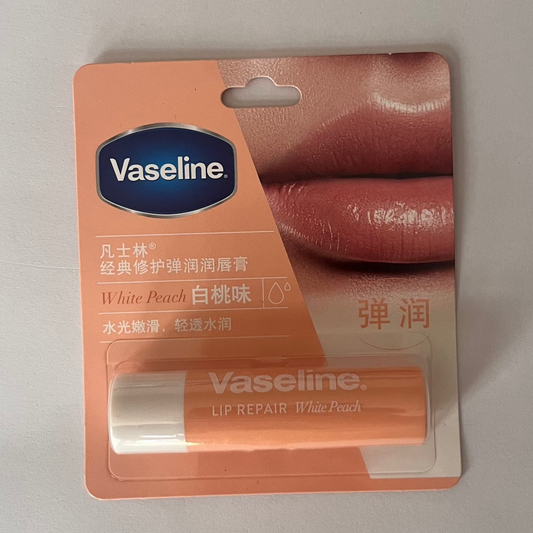 Vaseline®
凡士林®
经典修护弹润润唇膏
White Peach 白桃味
水光嫩滑，轻透水润
弹润
Vaseline.
LIP REPAIR White Peach